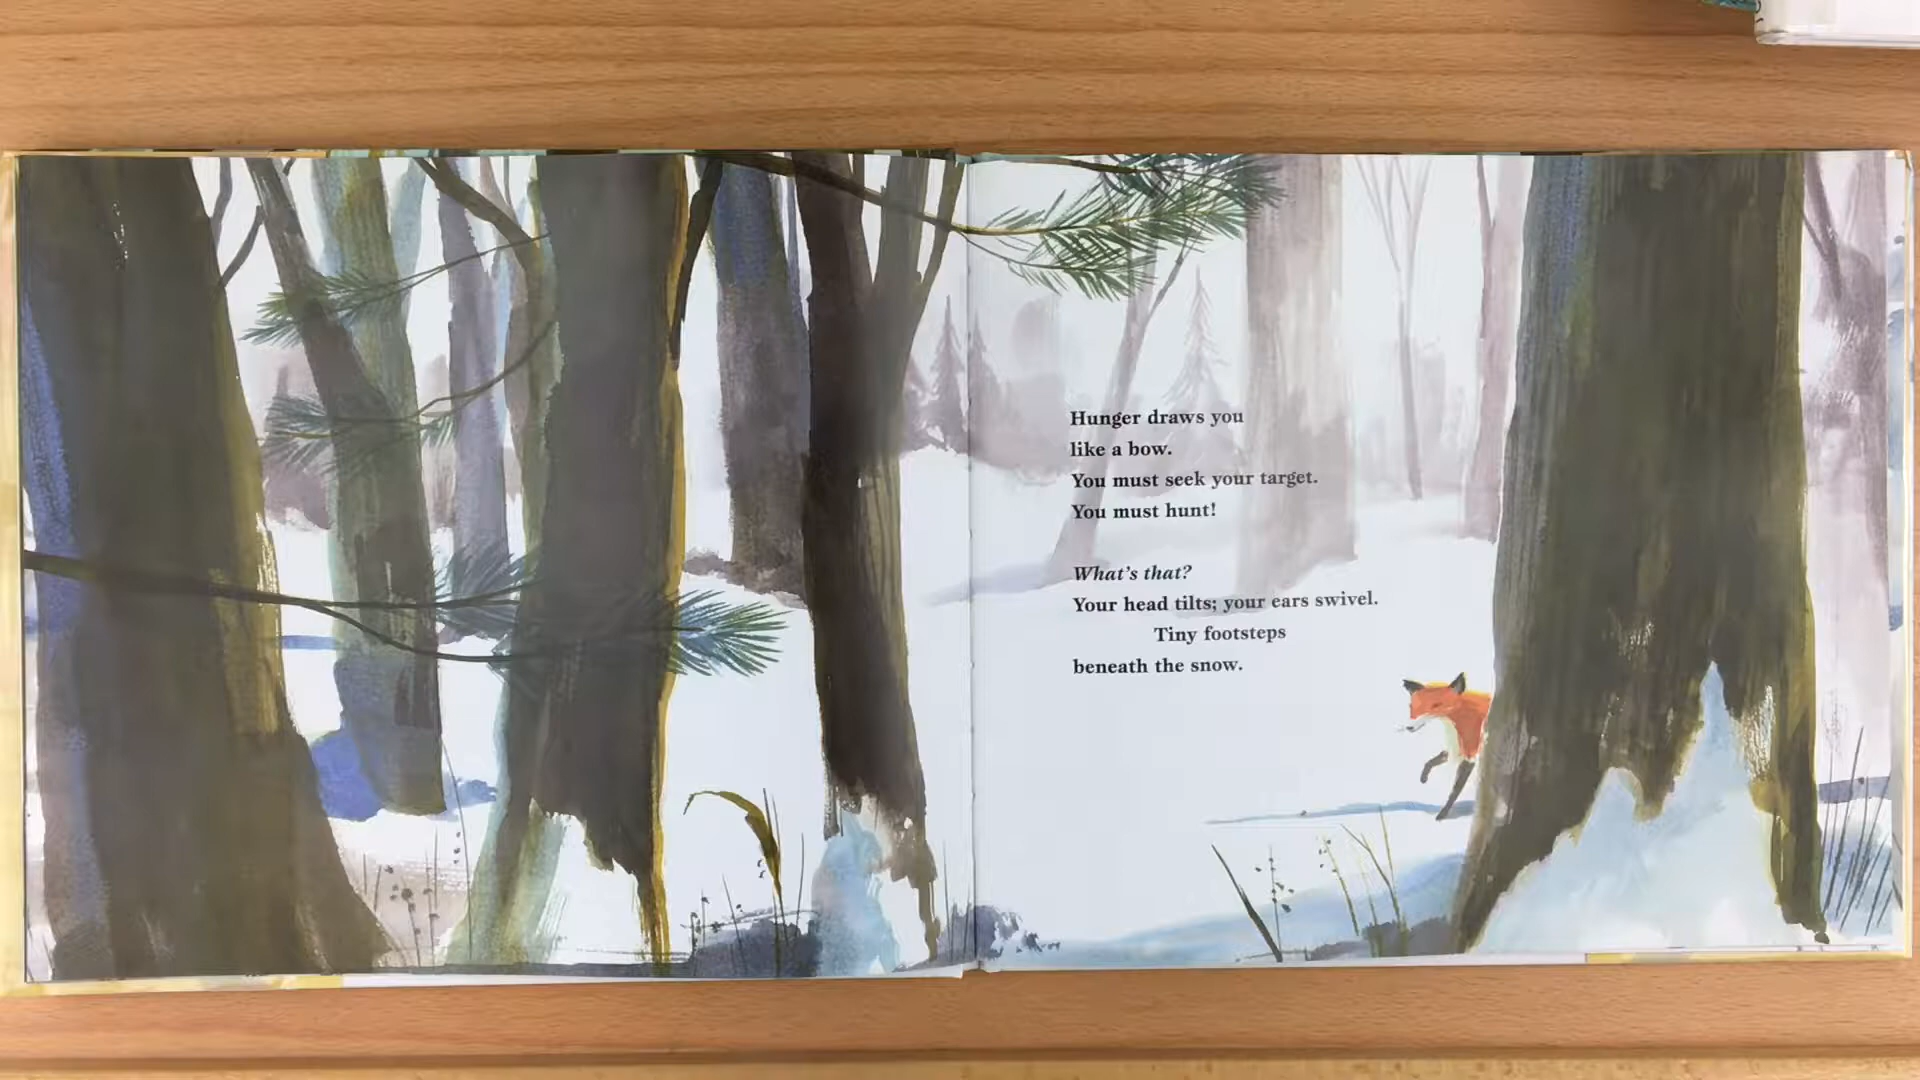 Hunger draws you
like a bow.
You must seek your target.
You must hunt!
What's that?
Your head tilts; your ears swivel.
Tiny footsteps
beneath the snow.